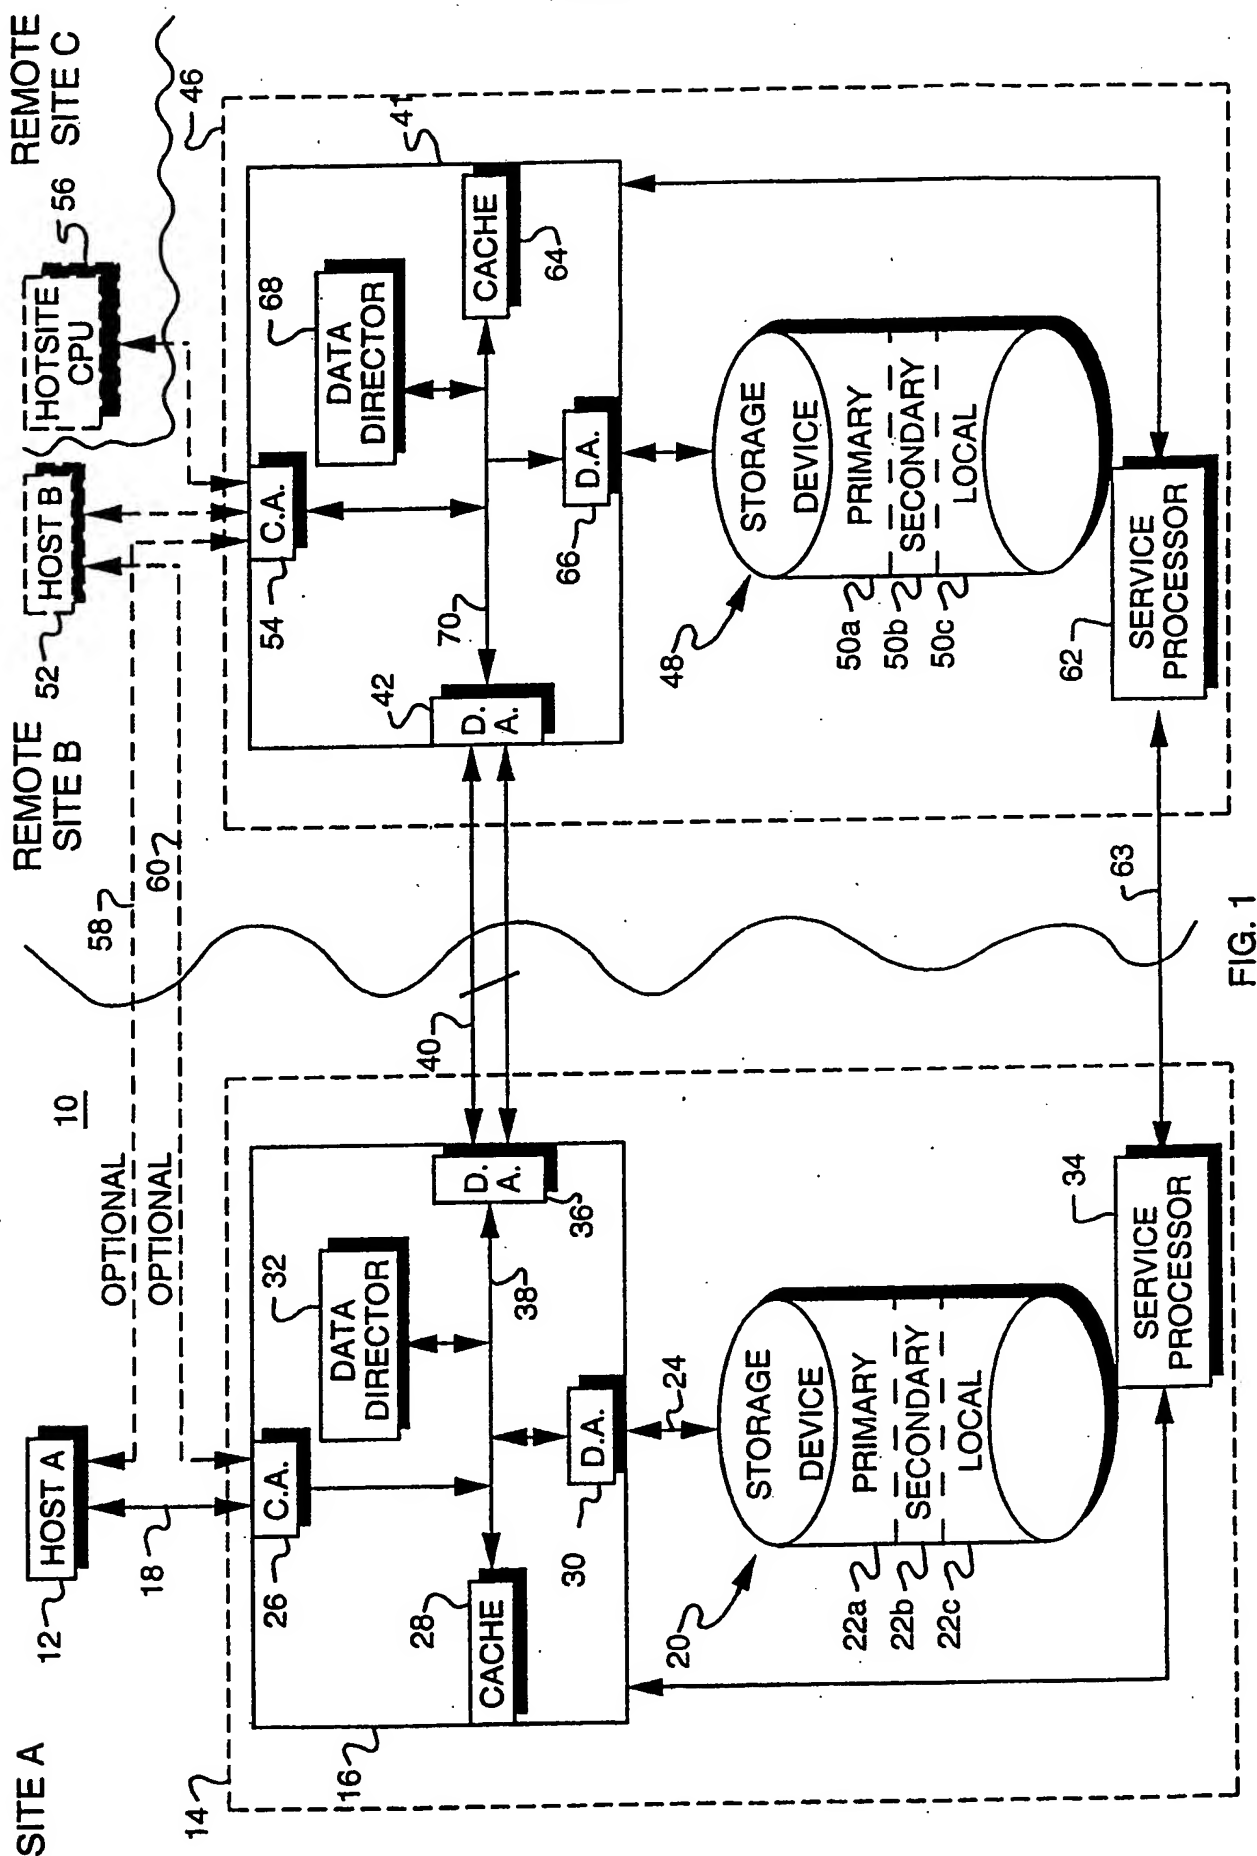 SITE A
10
REMOTE
SITE B
REMOTE
SITE C
12
HOST A
OPTIONAL
58
OPTIONAL
60
52
HOST B
HOTSITE
CPU
56
18
14
16
26
C.A.
32
DATA
DIRECTOR
28
CACHE
38
D.
A.
36
30
D.A.
24
40
46
41
54
C.A.
68
DATA
DIRECTOR
42
D.
A.
70
CACHE
64
66
D.A.
20
STORAGE
DEVICE
22a
PRIMARY
22b
SECONDARY
22c
LOCAL
34
SERVICE
PROCESSOR
63
48
STORAGE
DEVICE
50a
PRIMARY
50b
SECONDARY
50c
LOCAL
62
SERVICE
PROCESSOR
FIG. 1